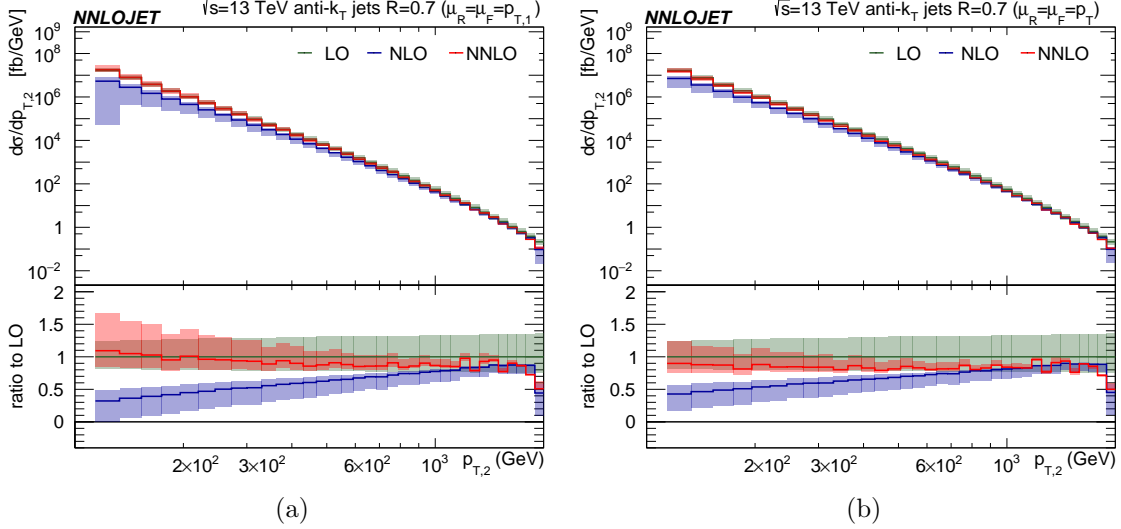 NNLOJET √s=13 TeV anti-k_T jets R=0.7 (μ_R=μ_F=p_T,1)
dσ/dp_T,2 [fb/GeV]
10^9
10^8
10^6
10^4
10^2
1
10^−2
LO NLO NNLO
ratio to LO
2
1.5
1
0.5
0
2×10^2 3×10^2 6×10^2 10^3
p_T,2 (GeV)
(a)
NNLOJET √s=13 TeV anti-k_T jets R=0.7 (μ_R=μ_F=p_T)
dσ/dp_T,2 [fb/GeV]
10^9
10^8
10^6
10^4
10^2
1
10^−2
LO NLO NNLO
ratio to LO
2
1.5
1
0.5
0
2×10^2 3×10^2 6×10^2 10^3
p_T,2 (GeV)
(b)